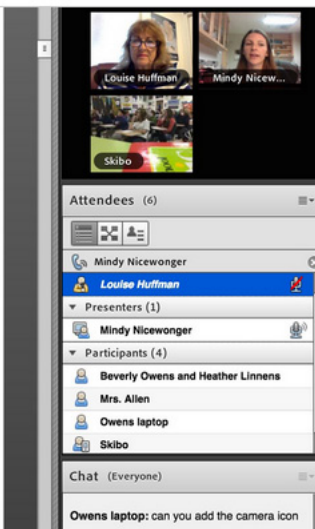 Louise Huffman
Mindy Nicew...
Skibo
Attendees (6)
Mindy Nicewonger
Louise Huffman
Presenters (1)
Mindy Nicewonger
Participants (4)
Beverly Owens and Heather Linnens
Mrs. Allen
Owens laptop
Skibo
Chat (Everyone)
Owens laptop: can you add the camera icon